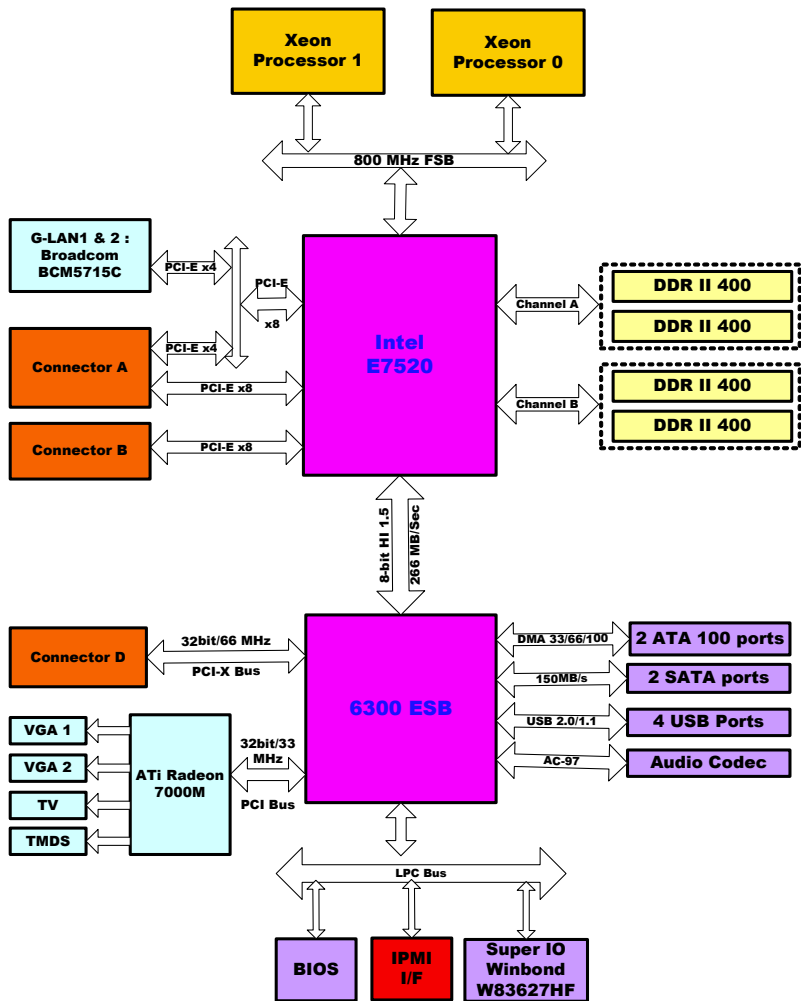 Xeon
Processor 1
Xeon
Processor 0
800 MHz FSB
G-LAN1 & 2 :
Broadcom
BCM5715C
PCI-E x4
PCI-E
x8
PCI-E x4
Connector A
PCI-E x8
Connector B
PCI-E x8
Intel
E7520
Channel A
DDR II 400
DDR II 400
Channel B
DDR II 400
DDR II 400
8-bit HI 1.5
266 MB/Sec
Connector D
32bit/66 MHz
PCI-X Bus
6300 ESB
DMA 33/66/100
2 ATA 100 ports
150MB/s
2 SATA ports
USB 2.0/1.1
4 USB Ports
AC-97
Audio Codec
VGA 1
VGA 2
TV
TMDS
ATi Radeon
7000M
32bit/33
MHz
PCI Bus
LPC Bus
BIOS
IPMI
I/F
Super IO
Winbond
W83627HF